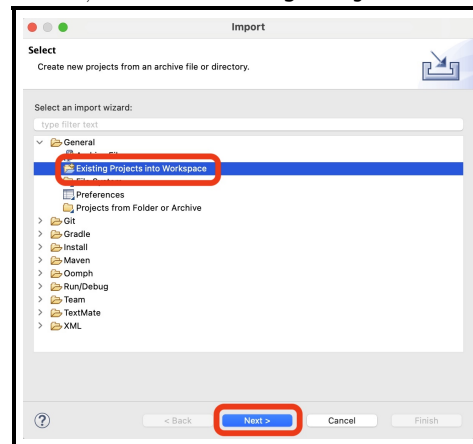 Import
Select
Create new projects from an archive file or directory.
Select an import wizard:
type filter text
General
Existing Projects into Workspace
Preferences
Projects from Folder or Archive
Git
Gradle
Install
Maven
Oomph
Run/Debug
Team
TextMate
XML
?
< Back
Next >
Cancel
Finish